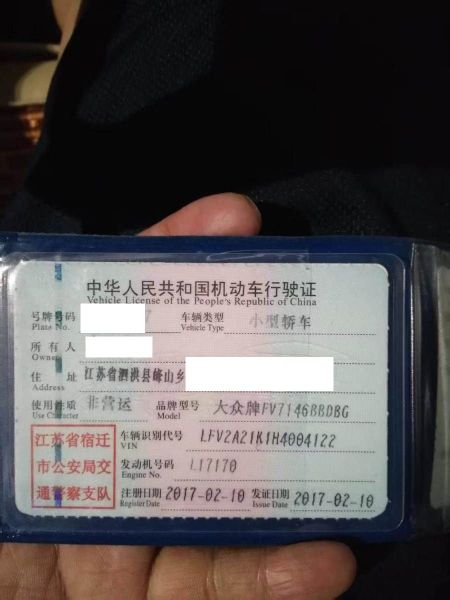 中华人民共和国机动车行驶证
Vehicle License of the People's Republic of China
号牌号码 7 车辆类型 小型轿车
Plate No. Vehicle Type
所有人
Owner
住址 江苏省泗洪县峰山乡
Address
使用性质 非营运 品牌型号 大众牌FV7146BBDBG
Use Character Model
江苏省宿迁
市公安局交
通警察支队
车辆识别代号 LFV2A21K1H4004122
VIN
发动机号码 L17170
Engine No.
注册日期 2017-02-10 发证日期 2017-02-10
Register Date Issue Date